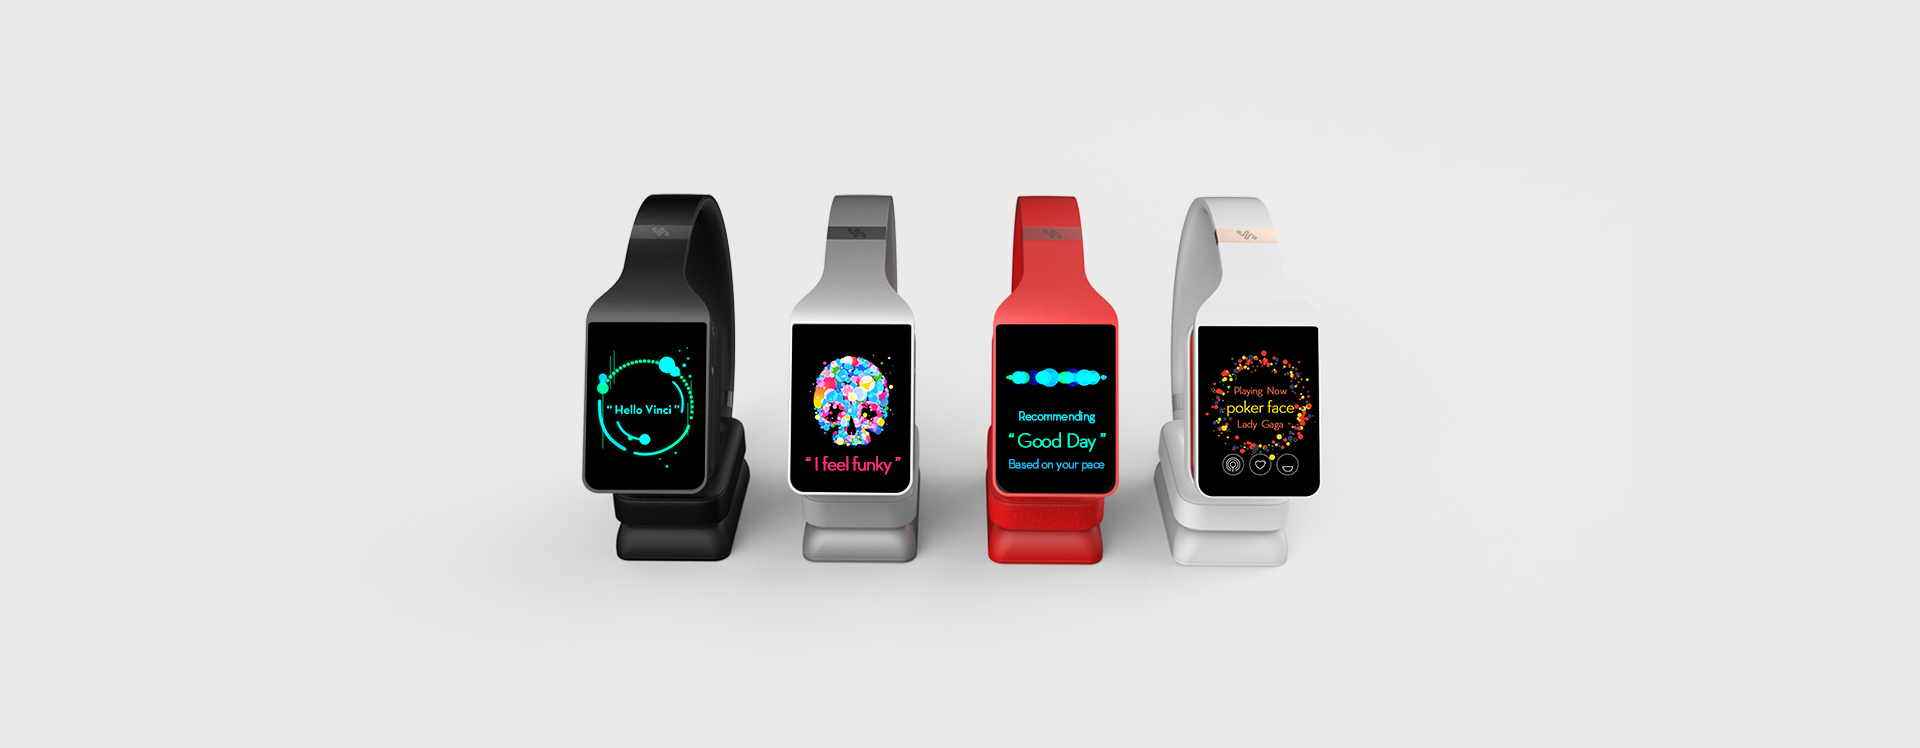 “ Hello Vinci ”
“ I feel funky ”
Recommending
“ Good Day ”
Based on your pace
Playing Now
poker face
Lady Gaga